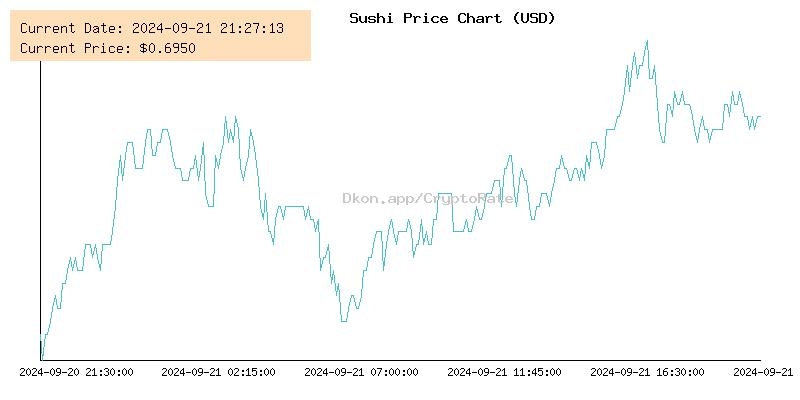 Sushi Price Chart (USD)
Current Date: 2024-09-21 21:27:13
Current Price: $0.6950
Dkon.app/CryptoRate
2024-09-20 21:30:00 2024-09-21 02:15:00 2024-09-21 07:00:00 2024-09-21 11:45:00 2024-09-21 16:30:00 2024-09-21